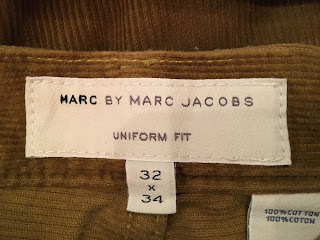 MARC BY MARC JACOBS
UNIFORM FIT
32
x
34
100% COTTON
100% COTON